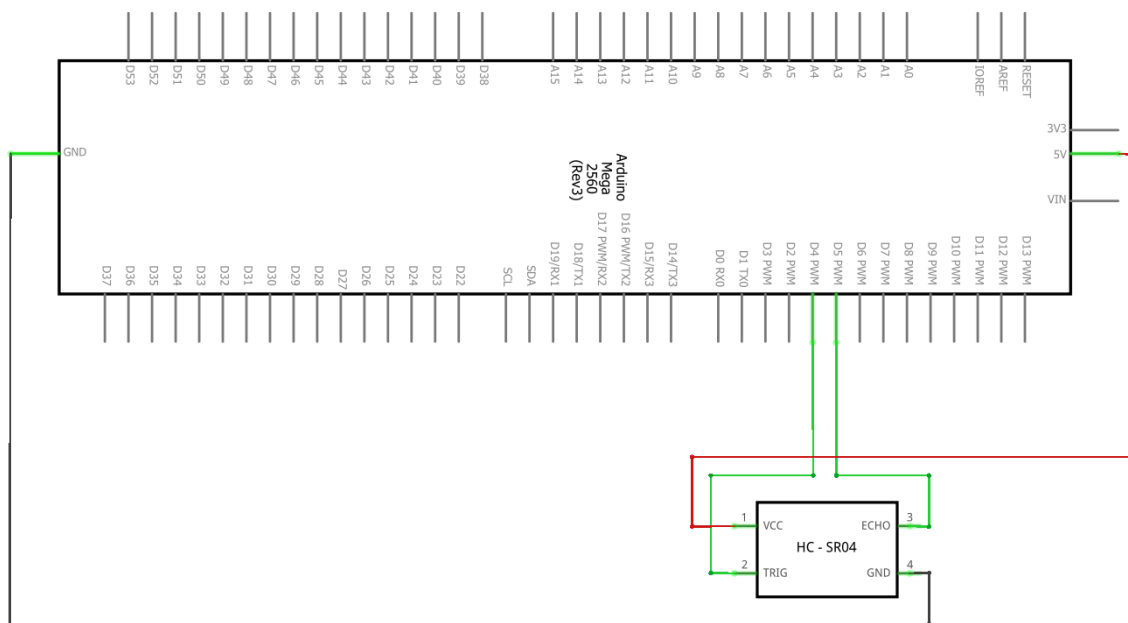 D53
D52
D51
D50
D49
D48
D47
D46
D45
D44
D43
D42
D41
D40
D39
D38
A15
A14
A13
A12
A11
A10
A9
A8
A7
A6
A5
A4
A3
A2
A1
A0
IOREF
AREF
RESET
3V3
GND
5V
Arduino
Mega
2560
(Rev3)
VIN
D37
D36
D35
D34
D33
D32
D31
D30
D29
D28
D27
D26
D25
D24
D23
D22
SCL
SDA
D19/RX1
D18/TX1
D17 PWM/RX2
D16 PWM/TX2
D15/RX3
D14/TX3
D0 RX0
D1 TX0
D3 PWM
D2 PWM
D4 PWM
D5 PWM
D6 PWM
D7 PWM
D8 PWM
D9 PWM
D10 PWM
D11 PWM
D12 PWM
D13 PWM
1
VCC
ECHO
3
HC - SR04
2
TRIG
GND
4